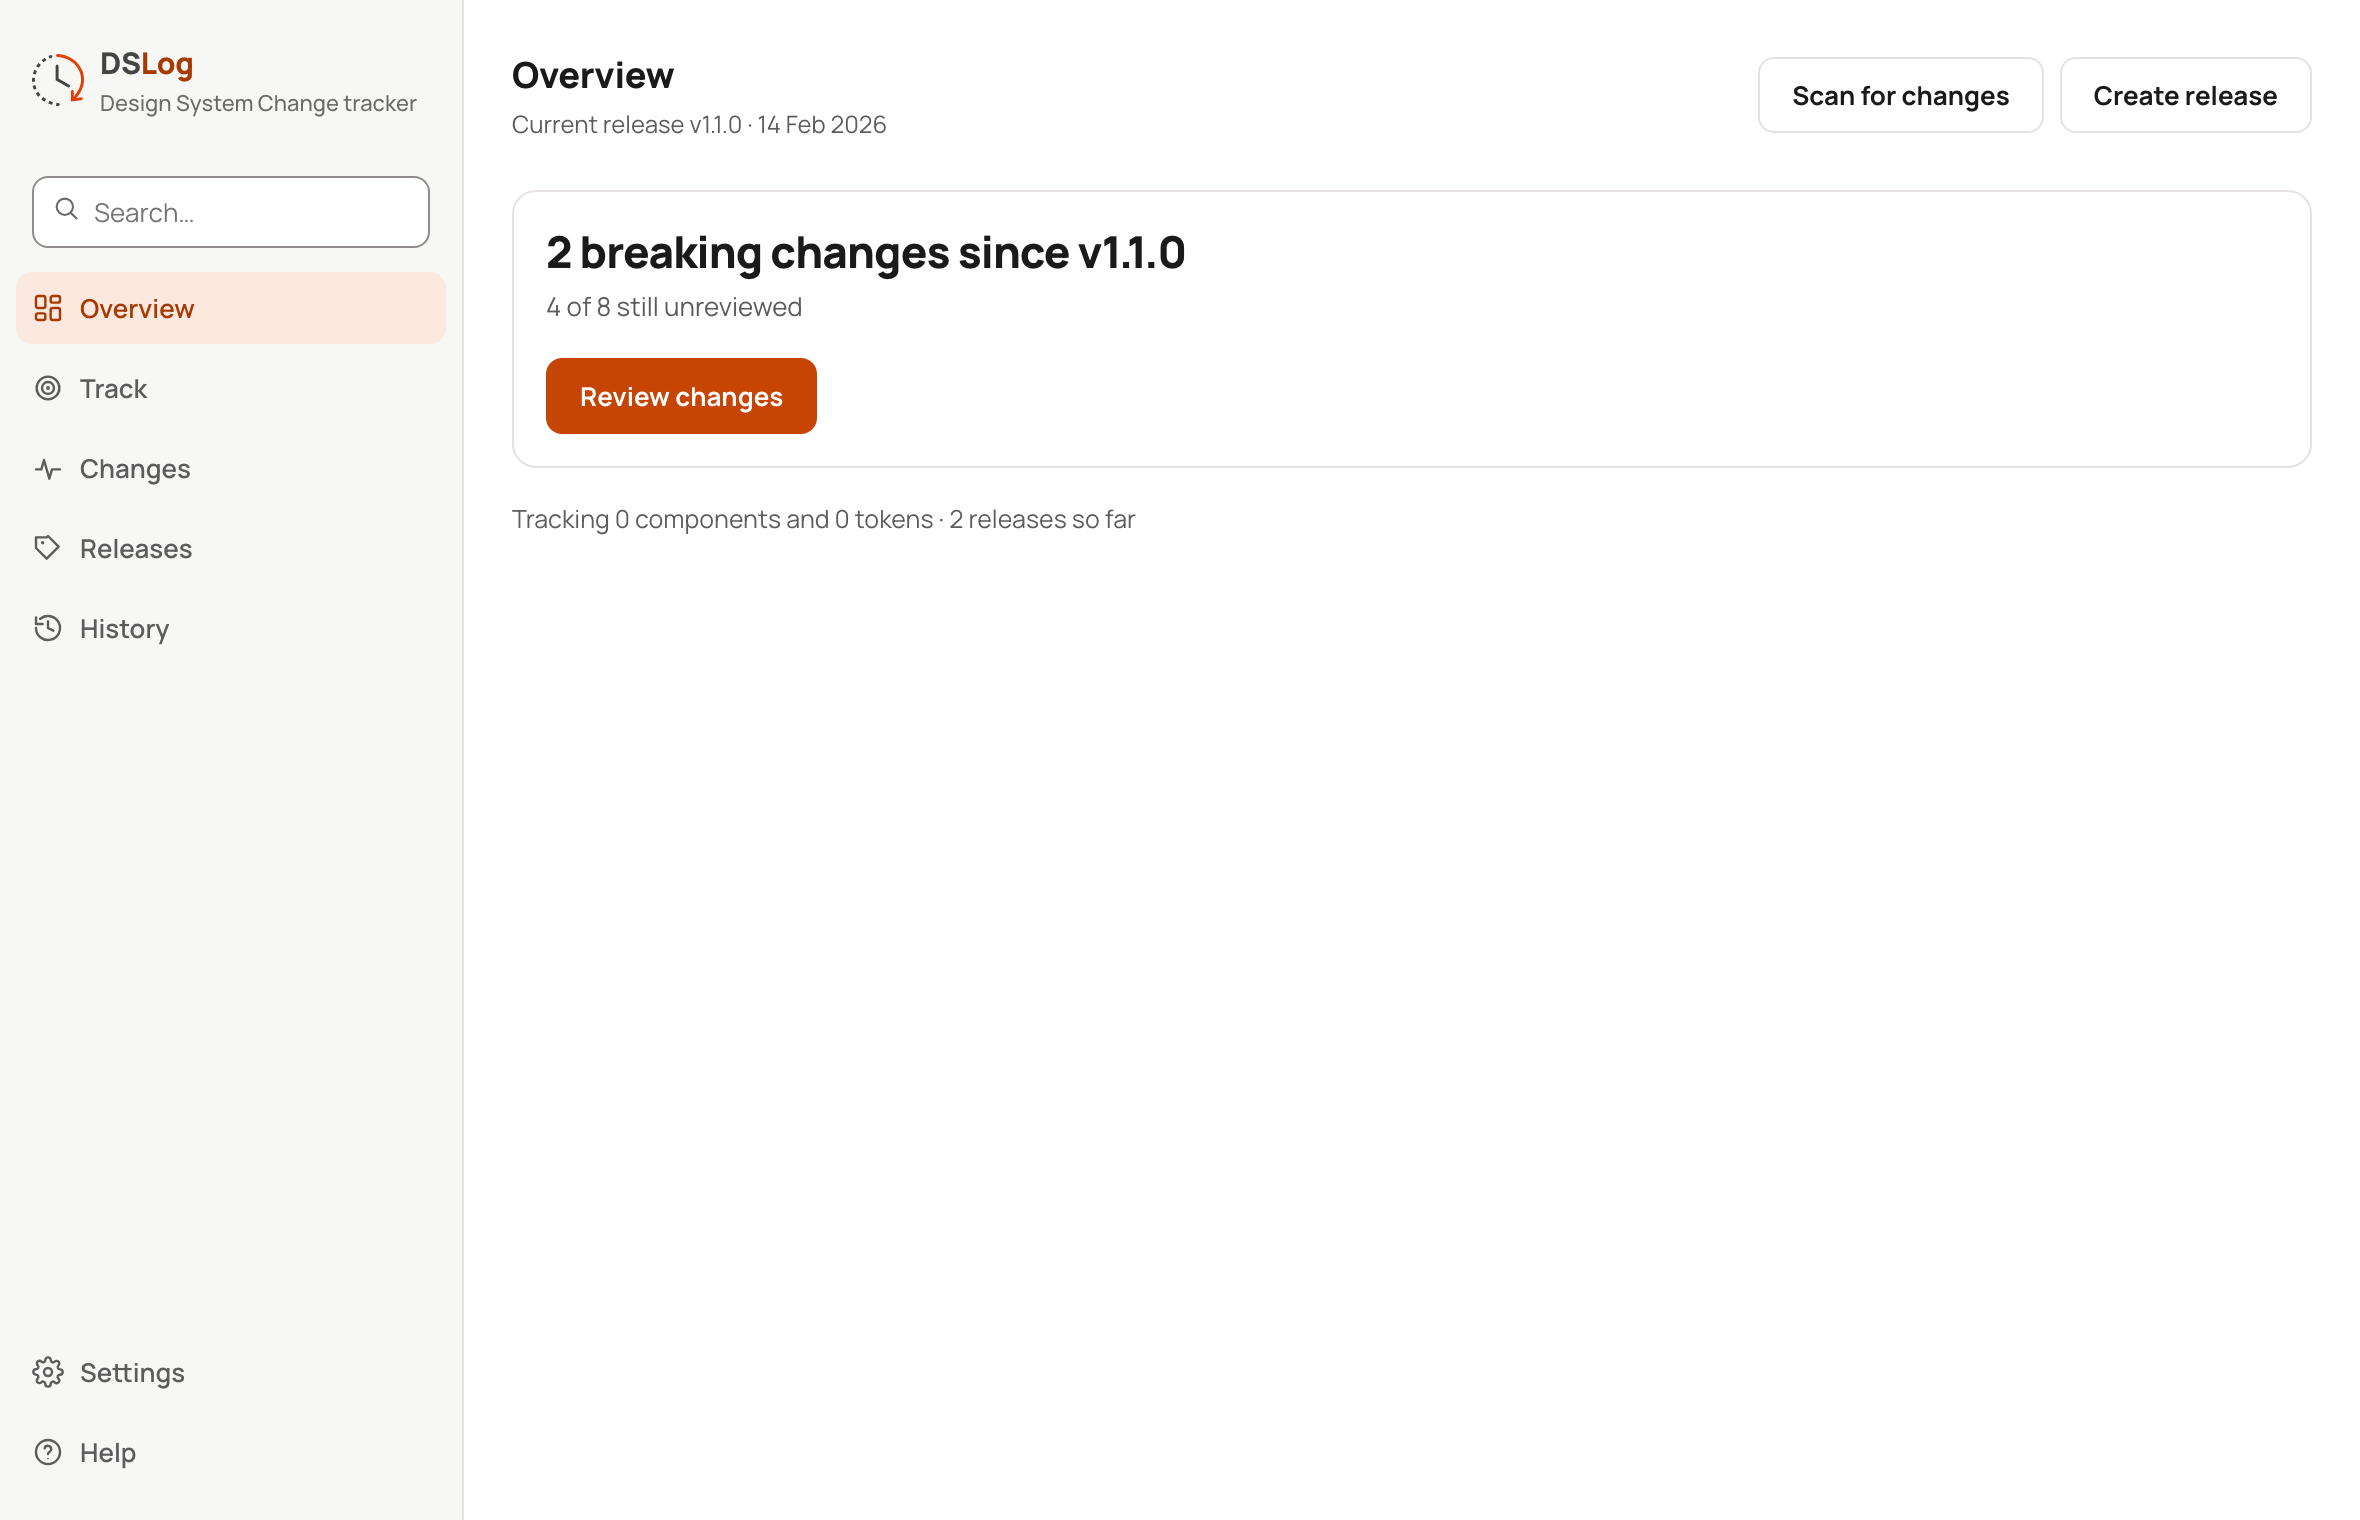 DSLog
Design System Change tracker
Search...
Overview
Track
Changes
Releases
History
Settings
Help
Overview
Current release v1.1.0 · 14 Feb 2026
Scan for changes
Create release
2 breaking changes since v1.1.0
4 of 8 still unreviewed
Review changes
Tracking 0 components and 0 tokens · 2 releases so far